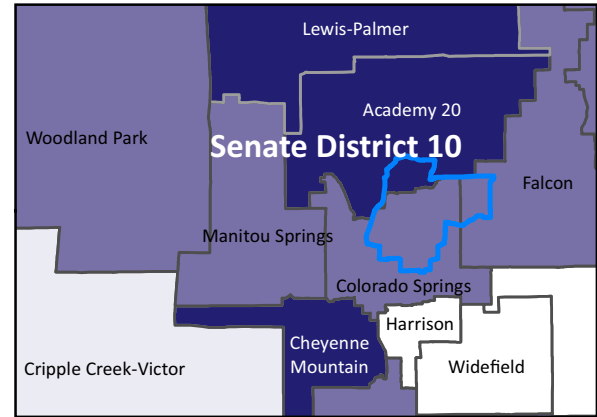 Lewis-Palmer
Academy 20
Woodland Park
Senate District 10
Falcon
Manitou Springs
Colorado Springs
Harrison
Cheyenne
Mountain
Widefield
Cripple Creek-Victor